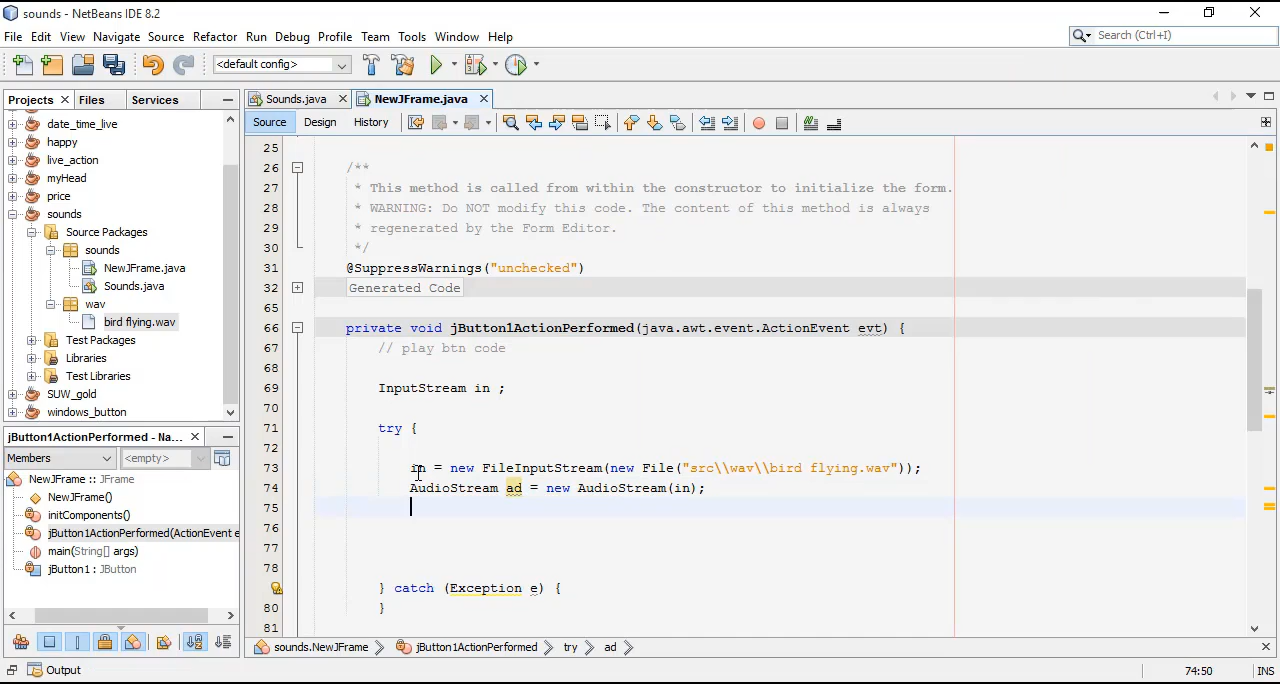 sounds - NetBeans IDE 8.2
File Edit View Navigate Source Refactor Run Debug Profile Team Tools Window Help
Search (Ctrl+I)
<default config>
Projects Files Services
date_time_live
happy
live_action
myHead
price
sounds
Source Packages
sounds
NewJFrame.java
Sounds.java
wav
bird flying.wav
Test Packages
Libraries
Test Libraries
SUW_gold
windows_button
jButton1ActionPerformed - Na...
Members <empty>
NewJFrame :: JFrame
NewJFrame()
initComponents()
jButton1ActionPerformed(ActionEvent e
main(String[] args)
jButton1 : JButton
Output
Sounds.java NewJFrame.java
Source Design History
25
26 /**
27 * This method is called from within the constructor to initialize the form.
28 * WARNING: Do NOT modify this code. The content of this method is always
29 * regenerated by the Form Editor.
30 */
31 @SuppressWarnings("unchecked")
32 Generated Code
65
66 private void jButton1ActionPerformed(java.awt.event.ActionEvent evt) {
67 // play btn code
68
69 InputStream in ;
70
71 try {
72
73 in = new FileInputStream(new File("src\\wav\\bird flying.wav"));
74 AudioStream ad = new AudioStream(in);
75
76
77
78
} catch (Exception e) {
80 }
81
sounds.NewJFrame jButton1ActionPerformed try ad
74:50 INS